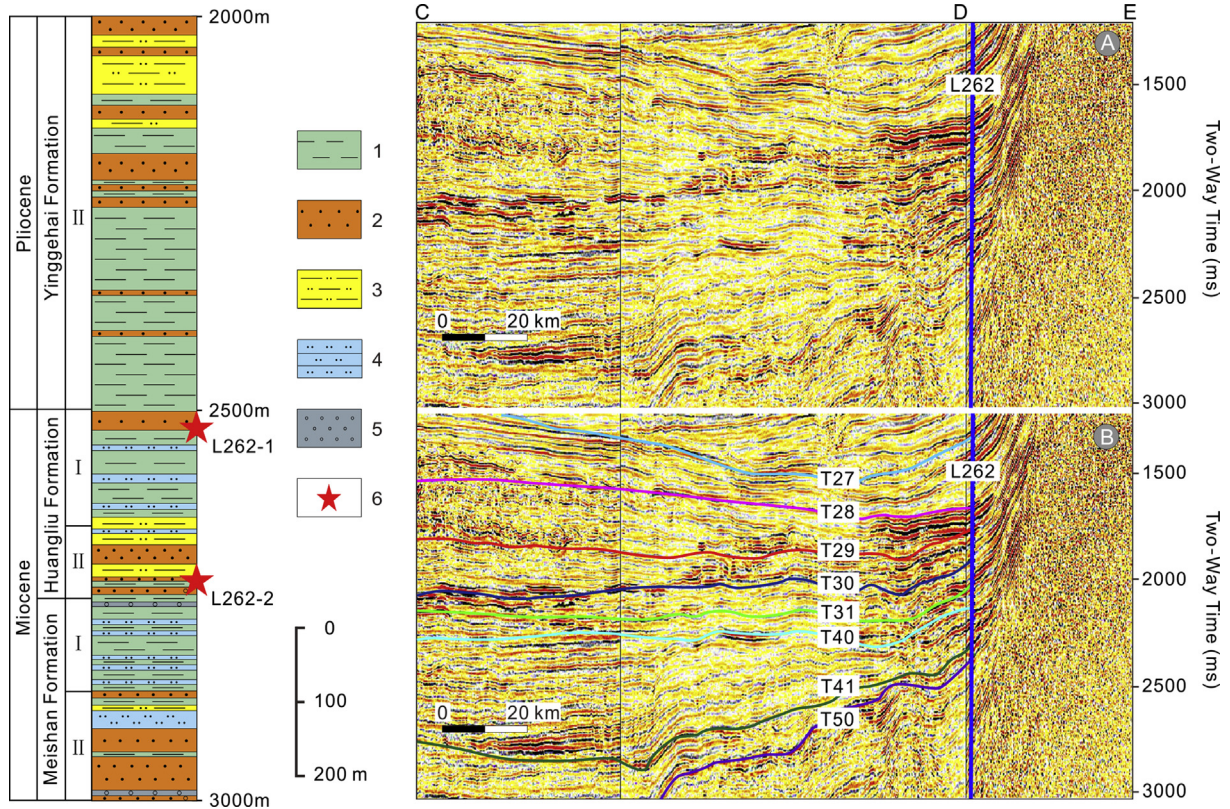 2000m
Pliocene
Yinggehai Formation
II
2500m
L262-1
Miocene
Huangliu Formation
I
II
L262-2
Meishan Formation
I
II
3000m
1
2
3
4
5
6
0
100
200 m
C
D
E
A
L262
1500
2000
2500
3000
Two-Way Time (ms)
0
20 km
B
L262
T27
T28
T29
T30
T31
T40
T41
T50
1500
2000
2500
3000
Two-Way Time (ms)
0
20 km